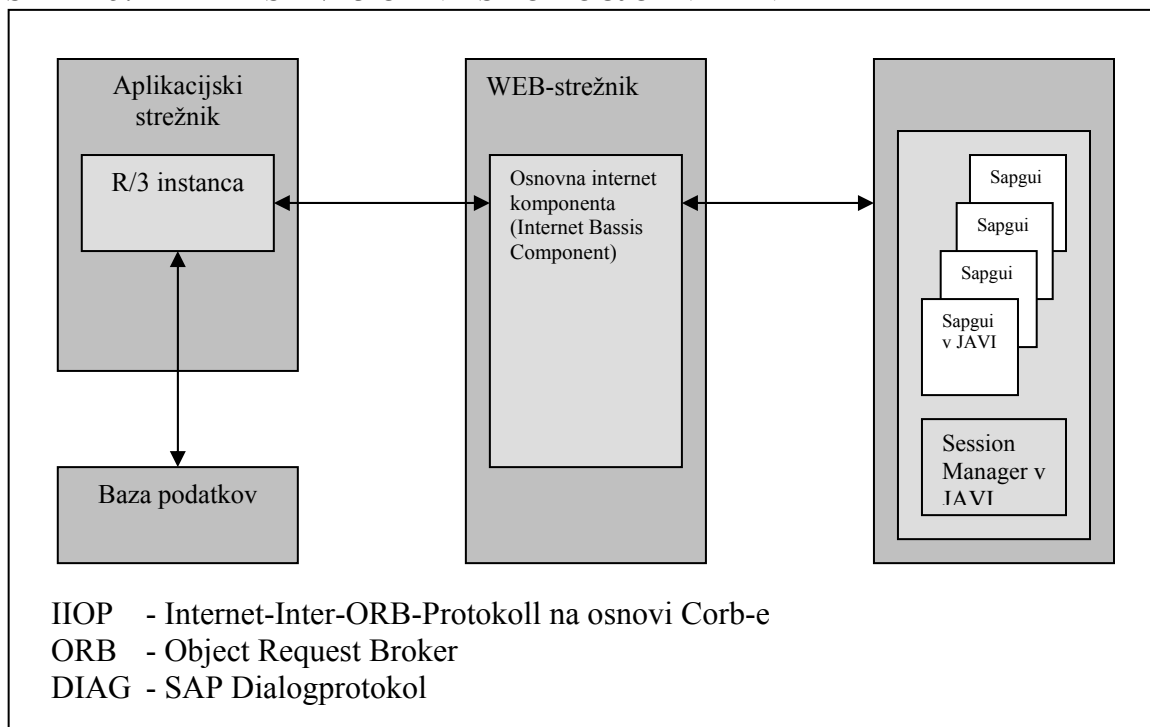 Aplikacijski
strežnik
R/3 instanca
Baza podatkov
WEB-strežnik
Osnovna internet
komponenta
(Internet Bassis
Component)
Sapgui
Sapgui
Sapgui
Sapgui
v JAVI
Session
Manager v
JAVI
IIOP - Internet-Inter-ORB-Protokoll na osnovi Corb-e
ORB - Object Request Broker
DIAG - SAP Dialogprotokol